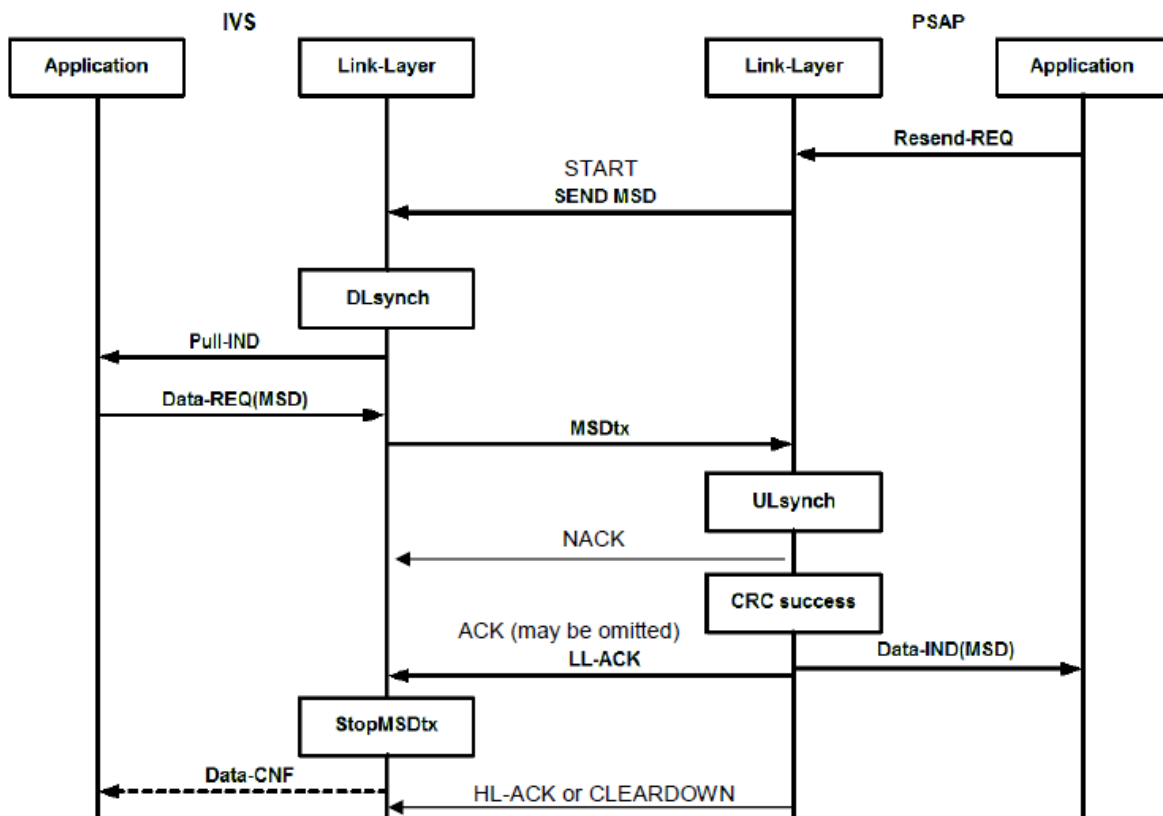 IVS
PSAP
Application
Link-Layer
Link-Layer
Application
Resend-REQ
START
SEND MSD
DLsynch
Pull-IND
Data-REQ(MSD)
MSDtx
ULsynch
NACK
CRC success
ACK (may be omitted)
LL-ACK
Data-IND(MSD)
StopMSDtx
Data-CNF
HL-ACK or CLEARDOWN